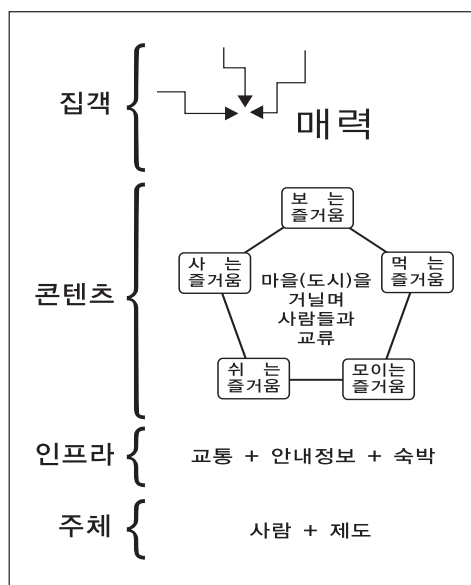 집객
매력
콘텐츠
보 는
즐거움
사 는
즐거움
먹 는
즐거움
마을(도시)을
거닐며
사람들과
교류
쉬 는
즐거움
모이는
즐거움
인프라
교통 + 안내정보 + 숙박
주체
사람 + 제도